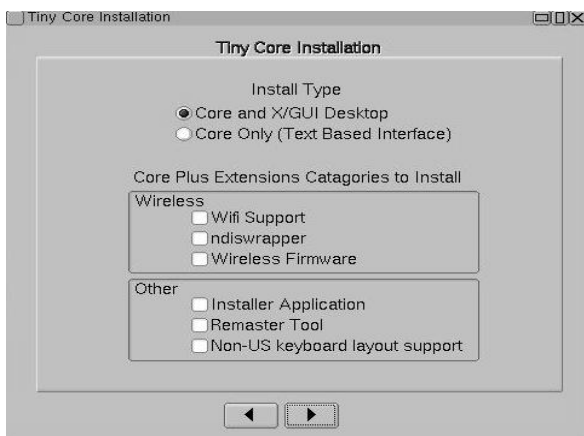 Tiny Core Installation
Tiny Core Installation
Install Type
Core and X/GUI Desktop
Core Only (Text Based Interface)
Core Plus Extensions Catagories to Install
Wireless
Wifi Support
ndiswrapper
Wireless Firmware
Other
Installer Application
Remaster Tool
Non-US keyboard layout support